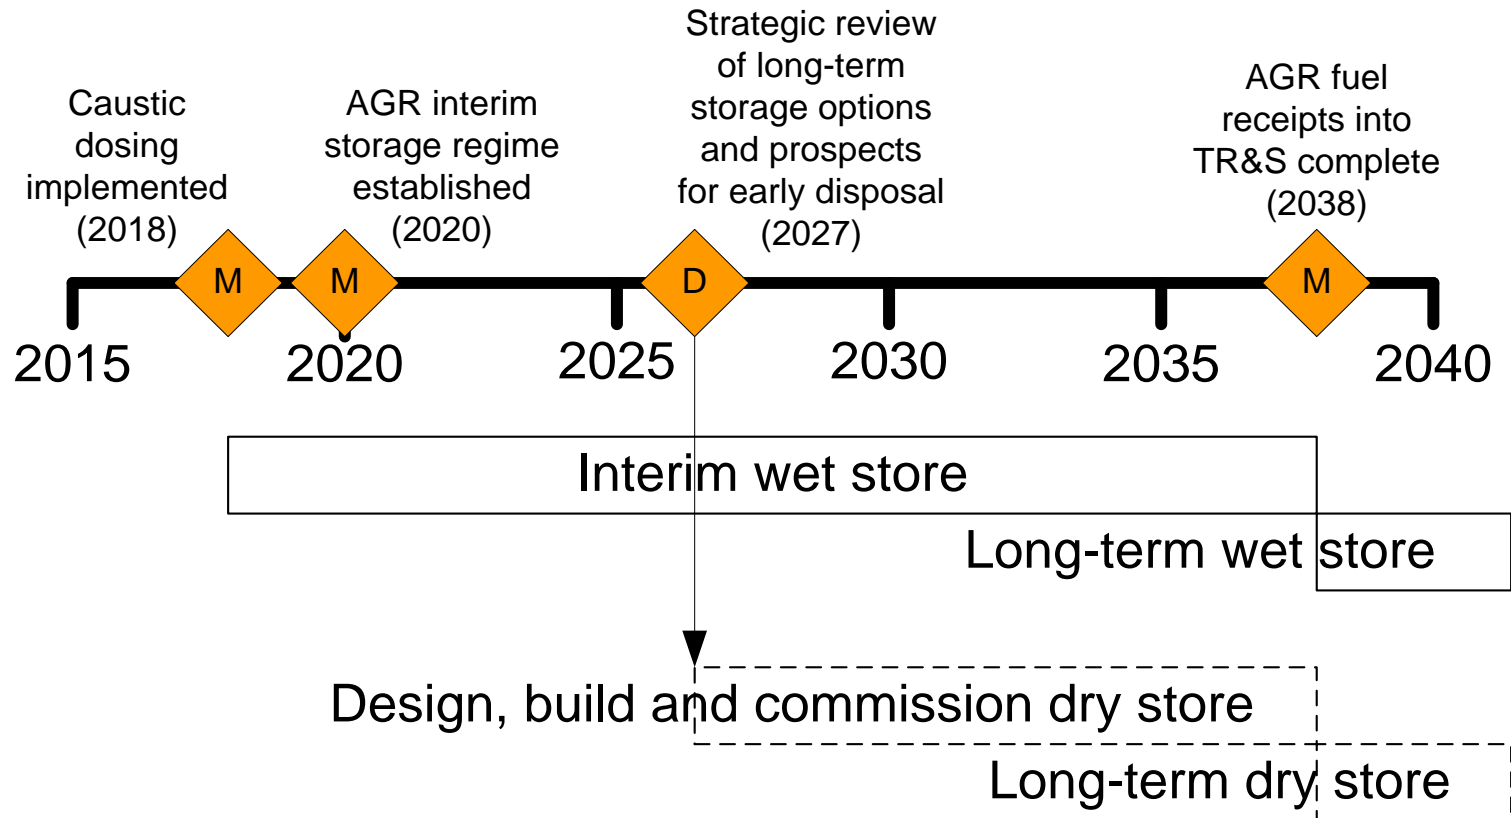 Caustic
dosing
implemented
(2018)
AGR interim
storage regime
established
(2020)
Strategic review
of long-term
storage options
and prospects
for early disposal
(2027)
AGR fuel
receipts into
TR&S complete
(2038)
M
M
D
M
2015
2020
2025
2030
2035
2040
Interim wet store
Long-term wet store
Design, build and commission dry store
Long-term dry store